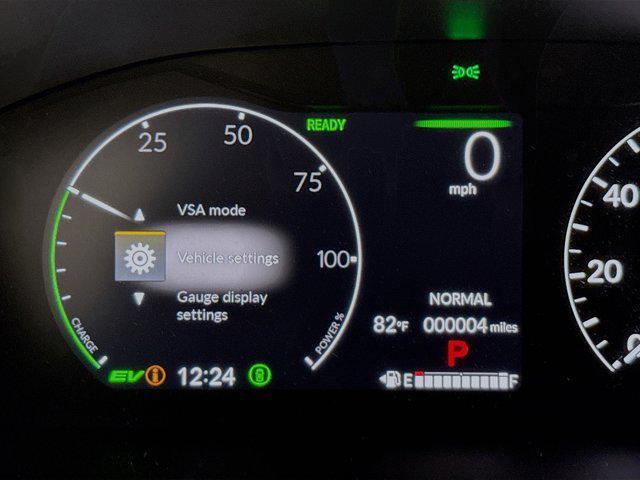 25
50
75
100
CHARGE
POWER %
READY
VSA mode
Vehicle settings
Gauge display
settings
EV
12:24
0
mph
NORMAL
82°F 000004 miles
P
E F
40
20
0